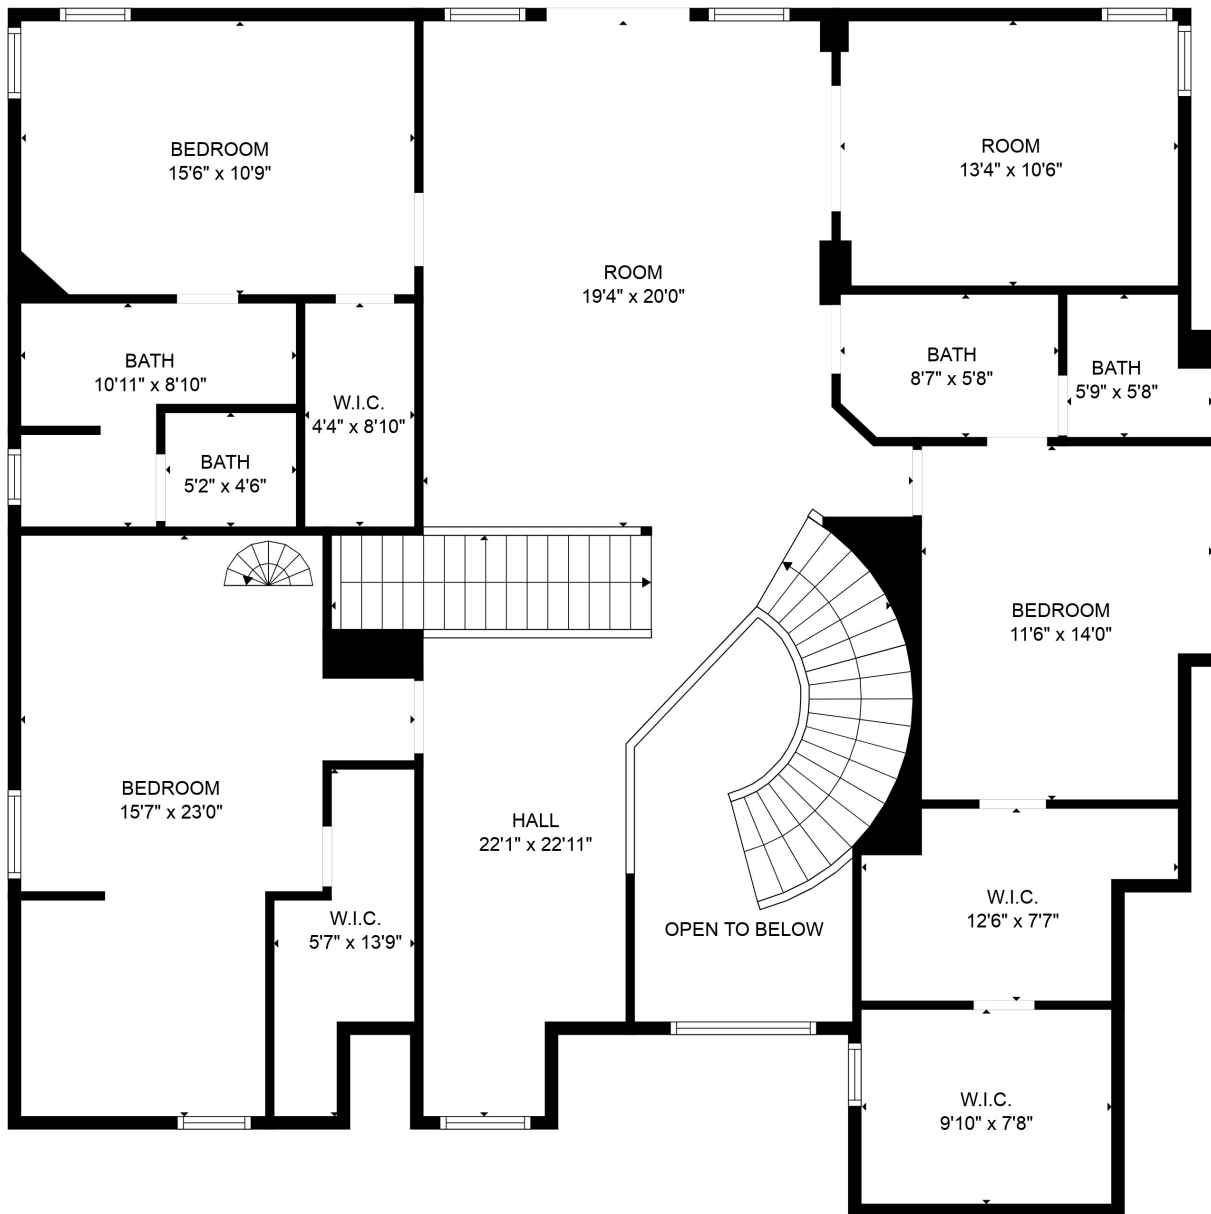 BEDROOM
15'6" x 10'9"
ROOM
13'4" x 10'6"
ROOM
19'4" x 20'0"
BATH
10'11" x 8'10"
W.I.C.
4'4" x 8'10"
BATH
8'7" x 5'8"
BATH
5'9" x 5'8"
BATH
5'2" x 4'6"
BEDROOM
11'6" x 14'0"
BEDROOM
15'7" x 23'0"
HALL
22'1" x 22'11"
W.I.C.
5'7" x 13'9"
OPEN TO BELOW
W.I.C.
12'6" x 7'7"
W.I.C.
9'10" x 7'8"